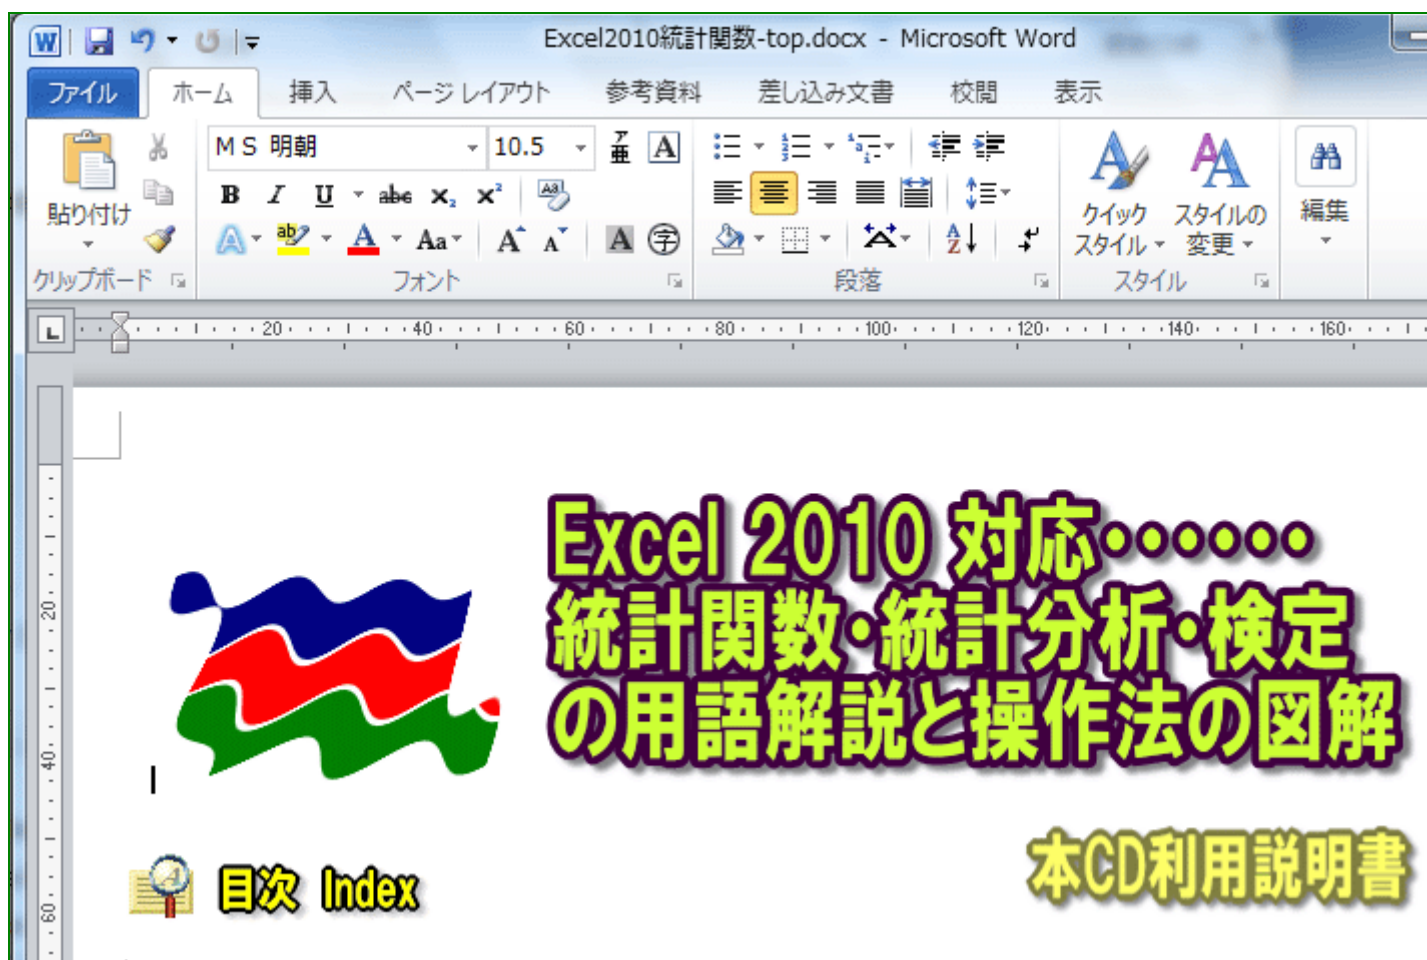 Excel2010統計関数-top.docx - Microsoft Word
ファイル ホーム 挿入 ページ レイアウト 参考資料 差し込み文書 校閲 表示
ＭＳ 明朝 10.5 ア亜 A
貼り付け B I U abc X₂ X² Aa クイックスタイル スタイルの変更 編集
A ab A Aa A A A 字 A Z
クリップボード フォント 段落 スタイル
L 20 40 60 80 100 120 140 160
20
40
60
Excel 2010 対応……
統計関数・統計分析・検定
の用語解説と操作法の図解
本CD利用説明書
目次 Index